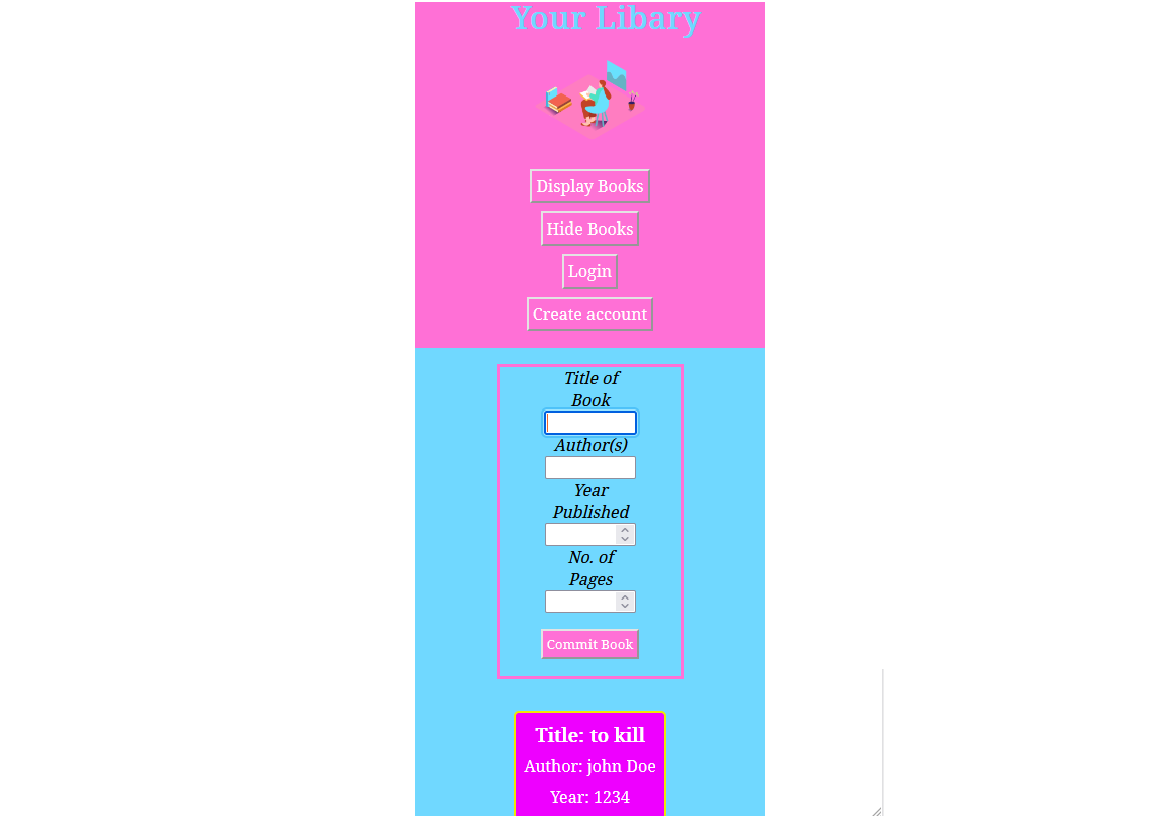 Your Libary
Display Books
Hide Books
Login
Create account
Title of
Book
Author(s)
Year
Published
No. of
Pages
Commit Book
Title: to kill
Author: john Doe
Year: 1234